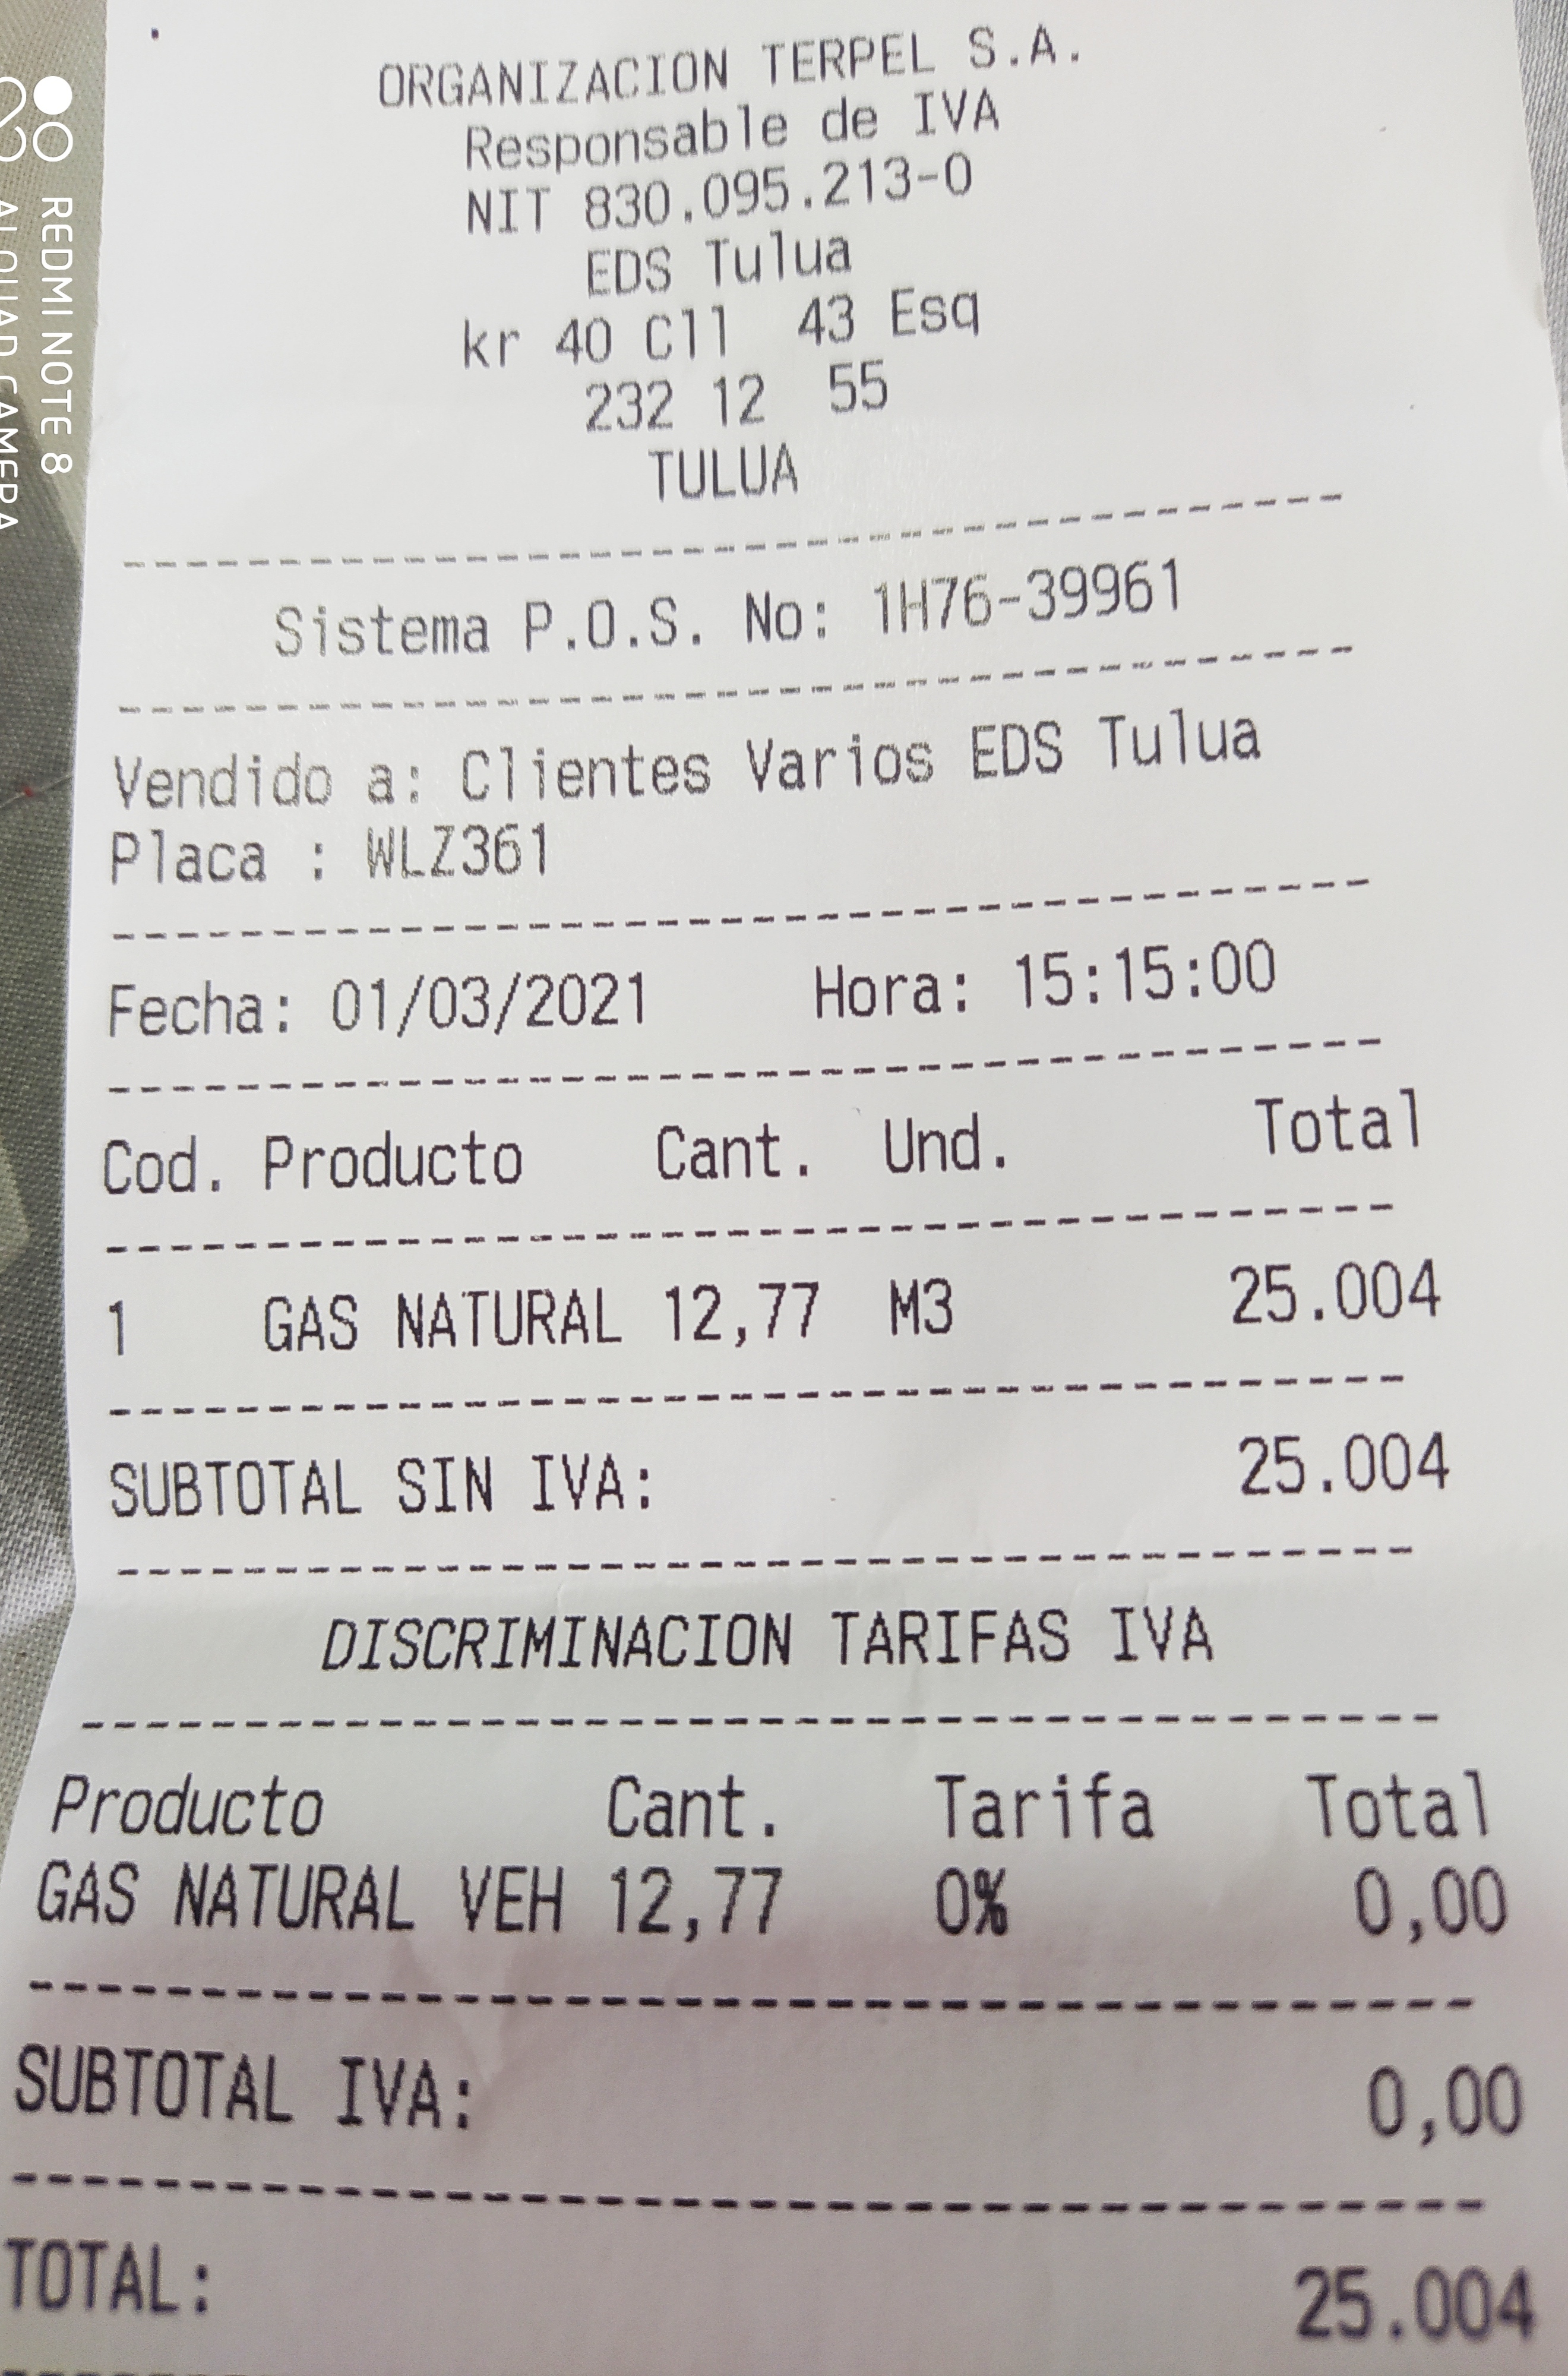 ORGANIZACION TERPEL S.A.
Responsable de IVA
NIT 830.095.213-0
EDS Tulua
kr 40 Cll  43 Esq
232 12  55
TULUA
Sistema P.O.S. No: 1H76-39961
Vendido a: Clientes Varios EDS Tulua
Placa : WLZ361
Fecha: 01/03/2021 Hora: 15:15:00
Cod. Producto Cant. Und. Total
1 GAS NATURAL 12,77 M3 25.004
SUBTOTAL SIN IVA: 25.004
DISCRIMINACION TARIFAS IVA
Producto Cant. Tarifa Total
GAS NATURAL VEH 12,77 0% 0,00
SUBTOTAL IVA: 0,00
TOTAL: 25.004
REDMI NOTE 8
AI QUAD CAMERA